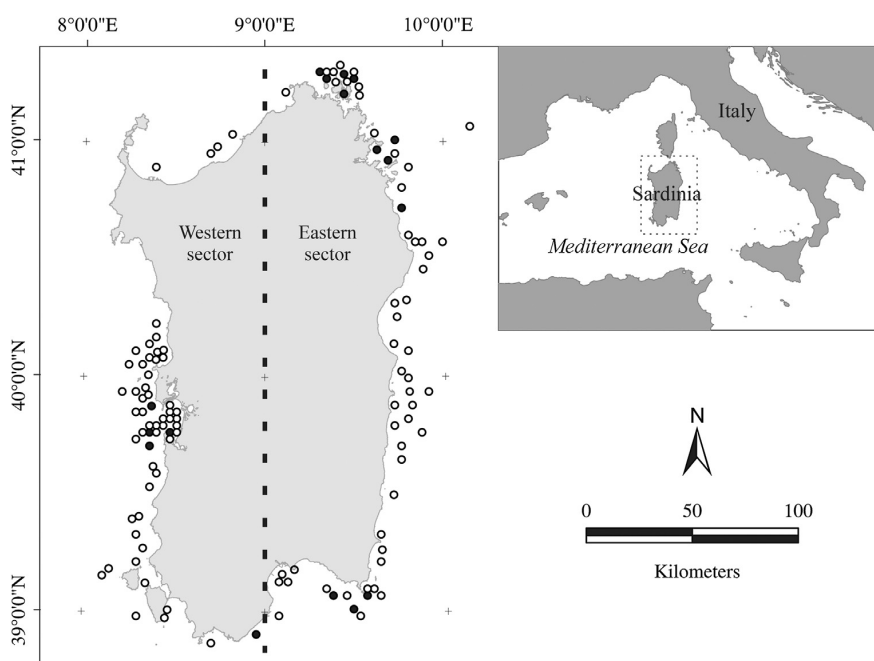 8°0'0"E
9°0'0"E
10°0'0"E
41°0'0"N
40°0'0"N
39°0'0"N
Western
sector
Eastern
sector
Italy
Sardinia
Mediterranean Sea
N
0
50
100
Kilometers